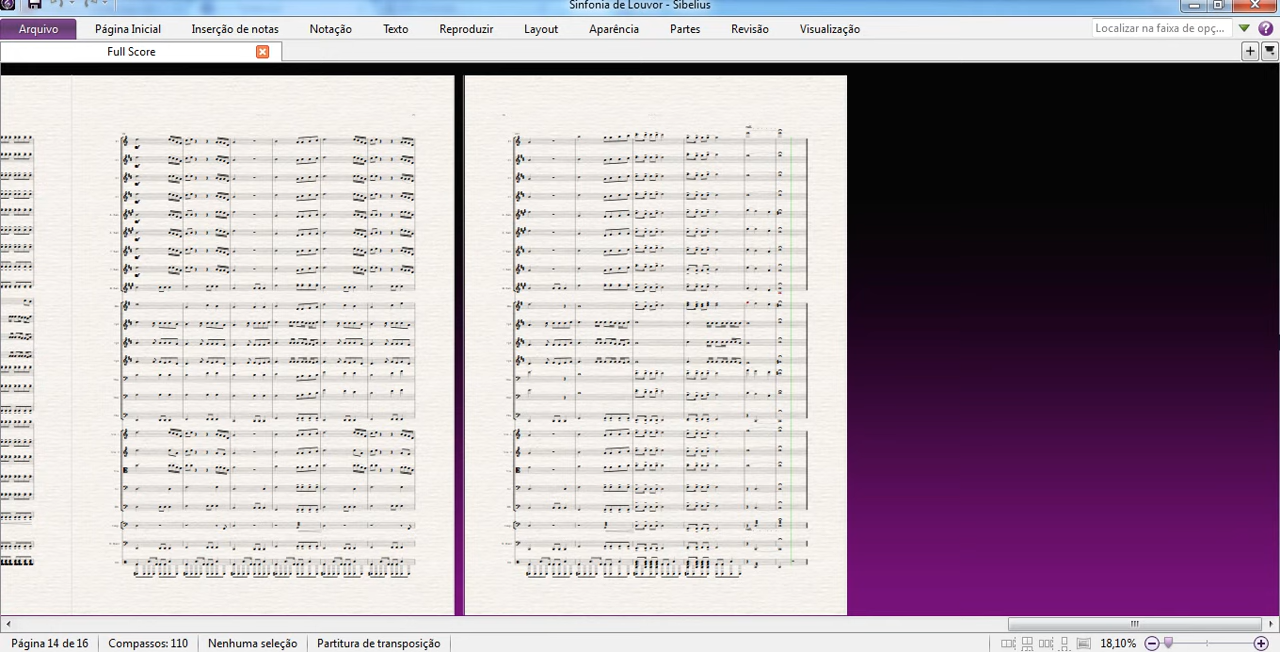 Sinfonia de Louvor - Sibelius
Arquivo Página Inicial Inserção de notas Notação Texto Reproduzir Layout Aparência Partes Revisão Visualização Localizar na faixa de opç...
Full Score
Página 14 de 16 Compassos: 110 Nenhuma seleção Partitura de transposição 18,10%